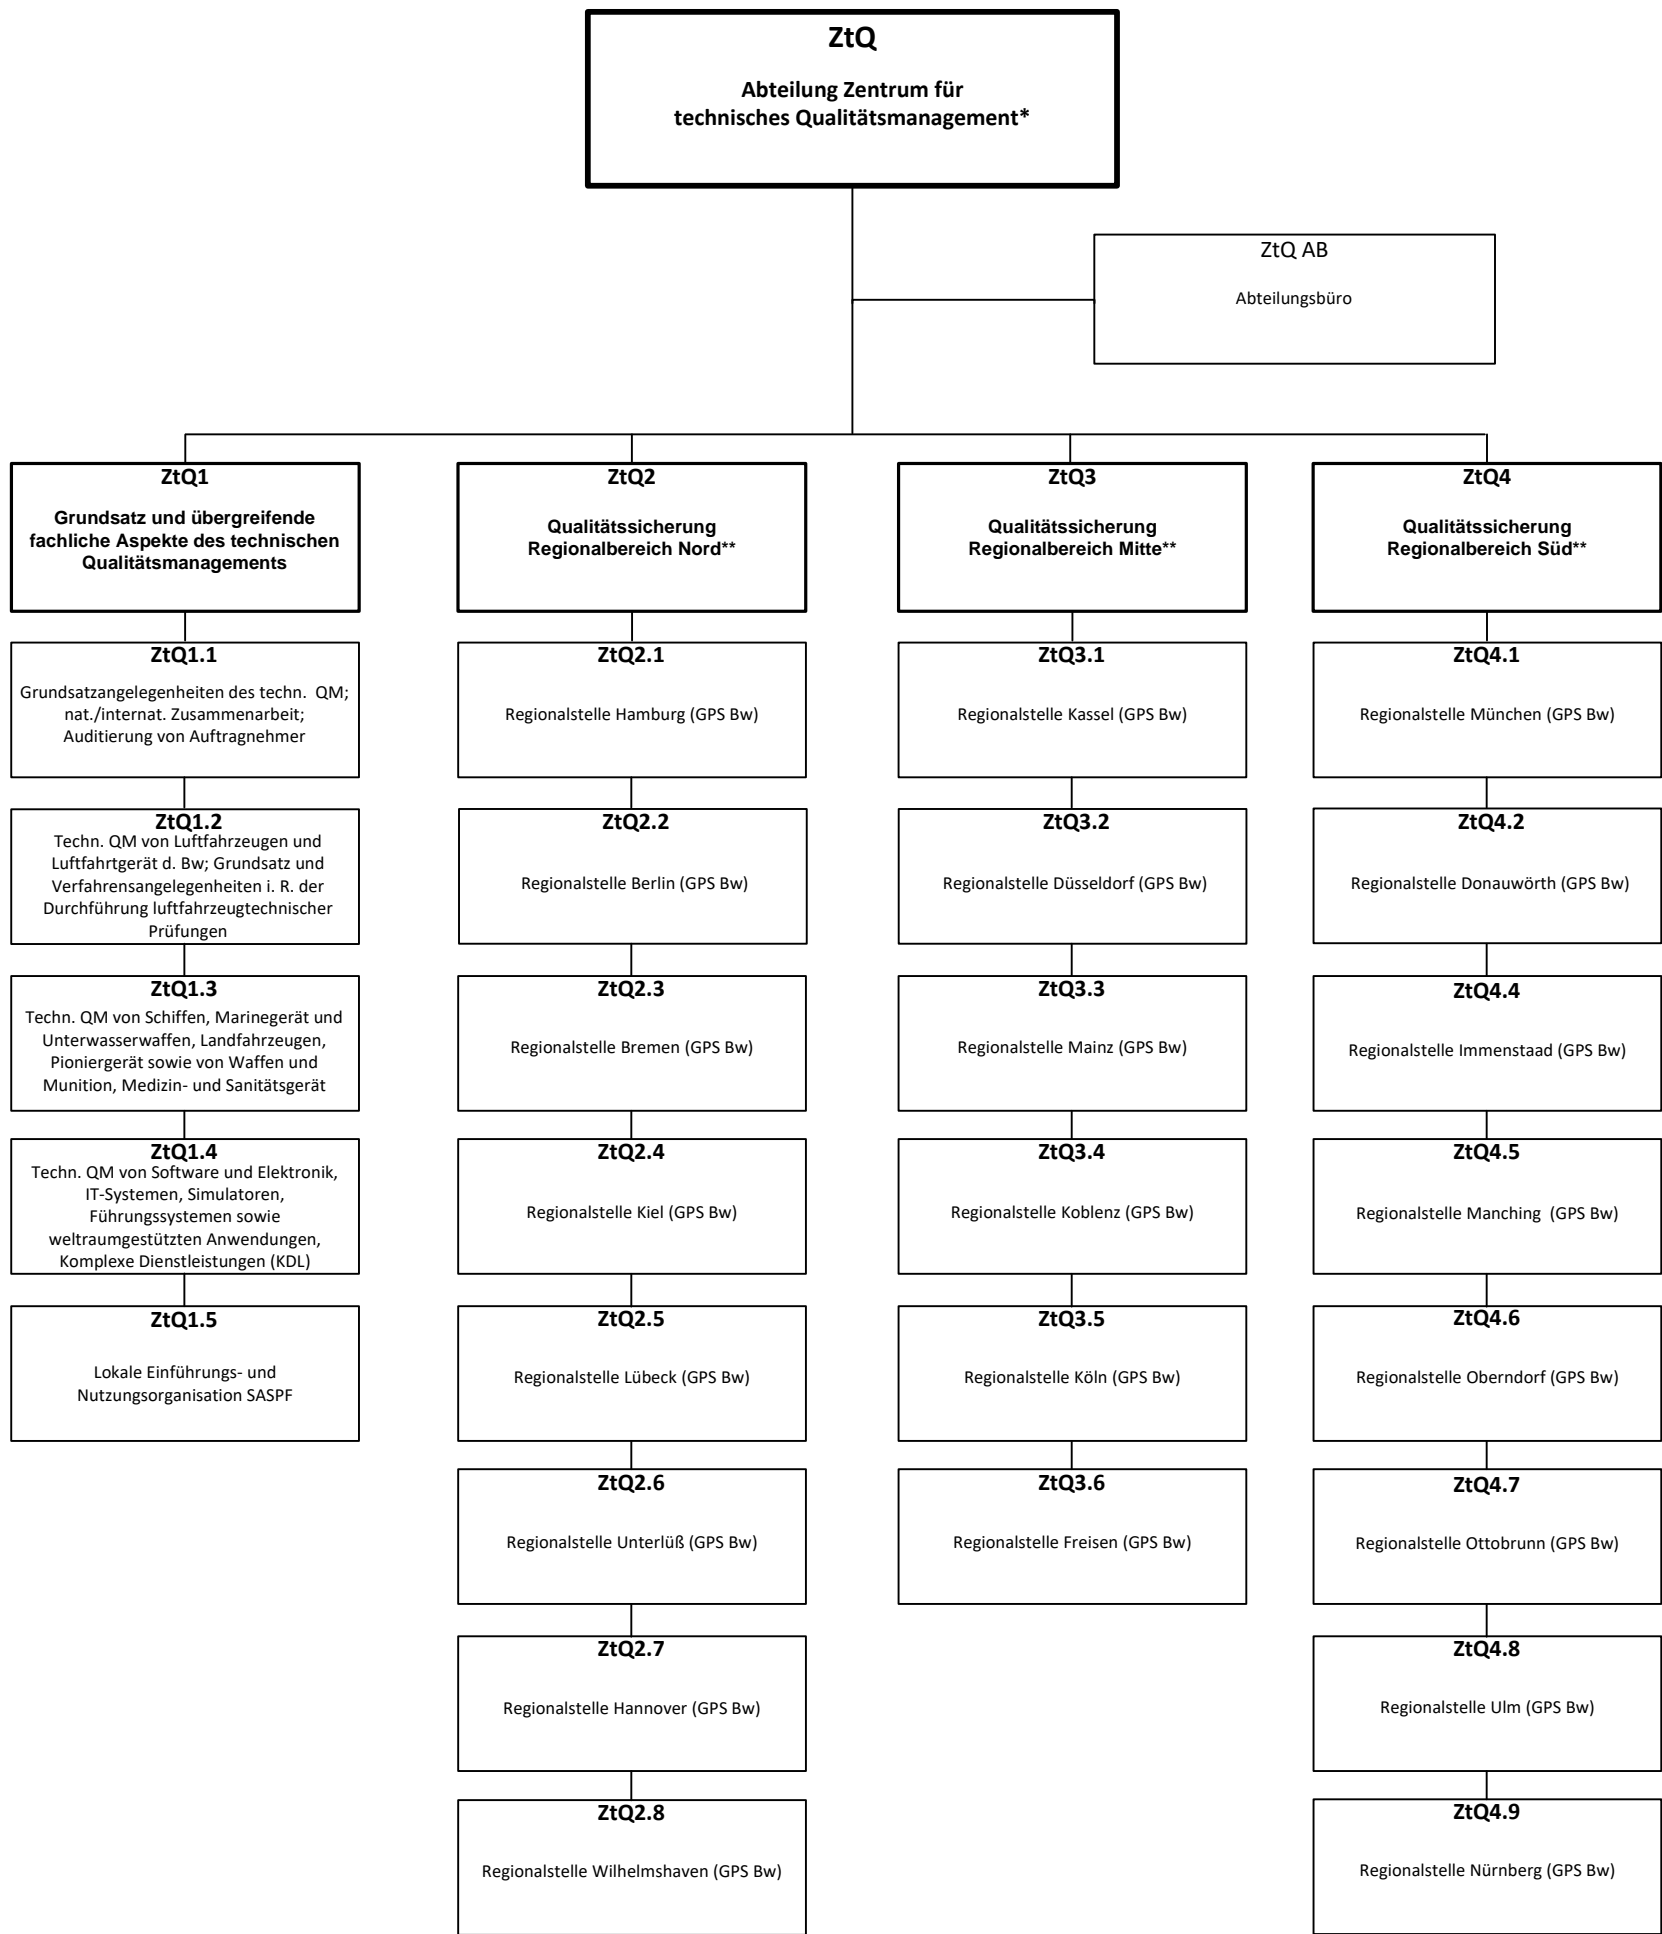 ZtQ
Abteilung Zentrum für
technisches Qualitätsmanagement*
ZtQ AB
Abteilungsbüro
ZtQ1
Grundsatz und übergreifende
fachliche Aspekte des technischen
Qualitätsmanagements
ZtQ1.1
Grundsatzangelegenheiten des techn. QM;
nat./internat. Zusammenarbeit;
Auditierung von Auftragnehmer
ZtQ1.2
Techn. QM von Luftfahrzeugen und
Luftfahrtgerät d. Bw; Grundsatz und
Verfahrensangelegenheiten i. R. der
Durchführung luftfahrzeugtechnischer
Prüfungen
ZtQ1.3
Techn. QM von Schiffen, Marinegerät und
Unterwasserwaffen, Landfahrzeugen,
Pioniergerät sowie von Waffen und
Munition, Medizin- und Sanitätsgerät
ZtQ1.4
Techn. QM von Software und Elektronik,
IT-Systemen, Simulatoren,
Führungssystemen sowie
weltraumgestützten Anwendungen,
Komplexe Dienstleistungen (KDL)
ZtQ1.5
Lokale Einführungs- und
Nutzungsorganisation SASPF
ZtQ2
Qualitätssicherung
Regionalbereich Nord**
ZtQ2.1
Regionalstelle Hamburg (GPS Bw)
ZtQ2.2
Regionalstelle Berlin (GPS Bw)
ZtQ2.3
Regionalstelle Bremen (GPS Bw)
ZtQ2.4
Regionalstelle Kiel (GPS Bw)
ZtQ2.5
Regionalstelle Lübeck (GPS Bw)
ZtQ2.6
Regionalstelle Unterlüß (GPS Bw)
ZtQ2.7
Regionalstelle Hannover (GPS Bw)
ZtQ2.8
Regionalstelle Wilhelmshaven (GPS Bw)
ZtQ3
Qualitätssicherung
Regionalbereich Mitte**
ZtQ3.1
Regionalstelle Kassel (GPS Bw)
ZtQ3.2
Regionalstelle Düsseldorf (GPS Bw)
ZtQ3.3
Regionalstelle Mainz (GPS Bw)
ZtQ3.4
Regionalstelle Koblenz (GPS Bw)
ZtQ3.5
Regionalstelle Köln (GPS Bw)
ZtQ3.6
Regionalstelle Freisen (GPS Bw)
ZtQ4
Qualitätssicherung
Regionalbereich Süd**
ZtQ4.1
Regionalstelle München (GPS Bw)
ZtQ4.2
Regionalstelle Donauwörth (GPS Bw)
ZtQ4.4
Regionalstelle Immenstaad (GPS Bw)
ZtQ4.5
Regionalstelle Manching (GPS Bw)
ZtQ4.6
Regionalstelle Oberndorf (GPS Bw)
ZtQ4.7
Regionalstelle Ottobrunn (GPS Bw)
ZtQ4.8
Regionalstelle Ulm (GPS Bw)
ZtQ4.9
Regionalstelle Nürnberg (GPS Bw)